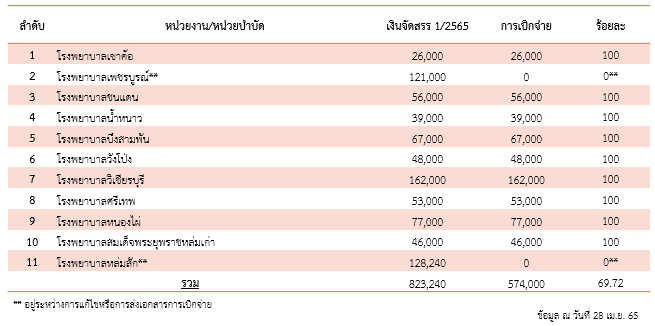 ลำดับ หน่วยงาน/หน่วยบำบัด เงินจัดสรร 1/2565 การเบิกจ่าย ร้อยละ
1 โรงพยาบาลเขาค้อ 26,000 26,000 100
2 โรงพยาบาลเพชรบูรณ์** 121,000 0 0**
3 โรงพยาบาลชนแดน 56,000 56,000 100
4 โรงพยาบาลน้ำหนาว 39,000 39,000 100
5 โรงพยาบาลบึงสามพัน 67,000 67,000 100
6 โรงพยาบาลวังโป่ง 48,000 48,000 100
7 โรงพยาบาลวิเชียรบุรี 162,000 162,000 100
8 โรงพยาบาลศรีเทพ 53,000 53,000 100
9 โรงพยาบาลหนองไผ่ 77,000 77,000 100
10 โรงพยาบาลสมเด็จพระยุพราชหล่มเก่า 46,000 46,000 100
11 โรงพยาบาลหล่มสัก** 128,240 0 0**
รวม 823,240 574,000 69.72
** อยู่ระหว่างการแก้ไขหรือการส่งเอกสารการเบิกจ่าย
ข้อมูล ณ วันที่ 28 เม.ย. 65